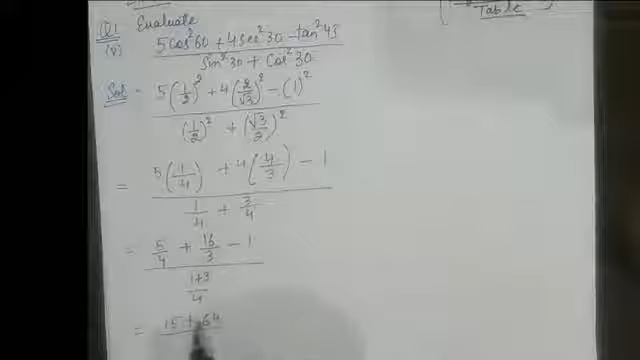 Q1 Evaluate
(v) 5cos²60 + 4sec²30 - tan²45
sin²30 + cos²30
Table
Sol - 5(1/2)² + 4(2/√3)² - (1)²
(1/2)² + (√3/2)²
= 5(1/4) + 4(4/3) - 1
1/4 + 3/4
= 5/4 + 16/3 - 1
1+3/4
= 15 + 64